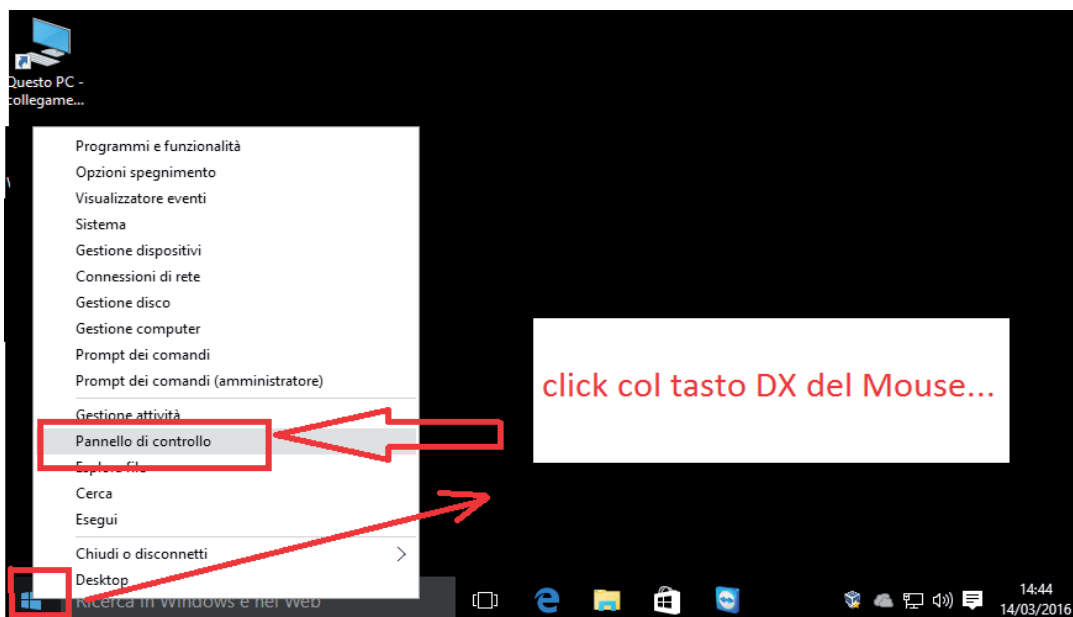 Questo PC -
collegame...
Programmi e funzionalità
Opzioni spegnimento
Visualizzatore eventi
Sistema
Gestione dispositivi
Connessioni di rete
Gestione disco
Gestione computer
Prompt dei comandi
Prompt dei comandi (amministratore)
Gestione attività
Pannello di controllo
Esplora file
Cerca
Esegui
Chiudi o disconnetti
Desktop
click col tasto DX del Mouse...
Ricerca in Windows e nel Web
14:44
14/03/2016